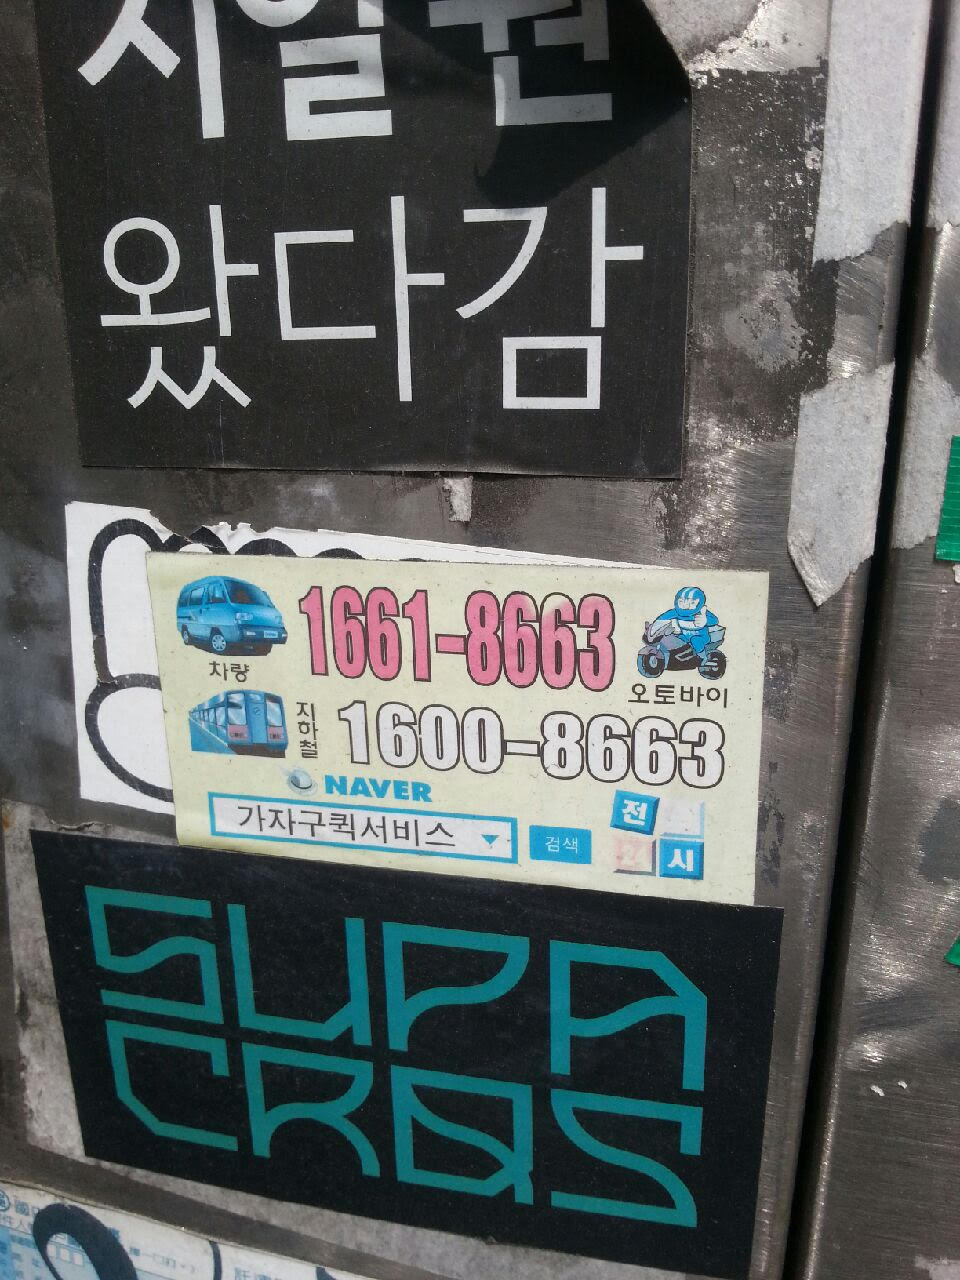 왔다감
1661-8663
차량
오토바이
지하철
1600-8663
NAVER
가자구퀵서비스
검색
전
시
SUPA
CRQS